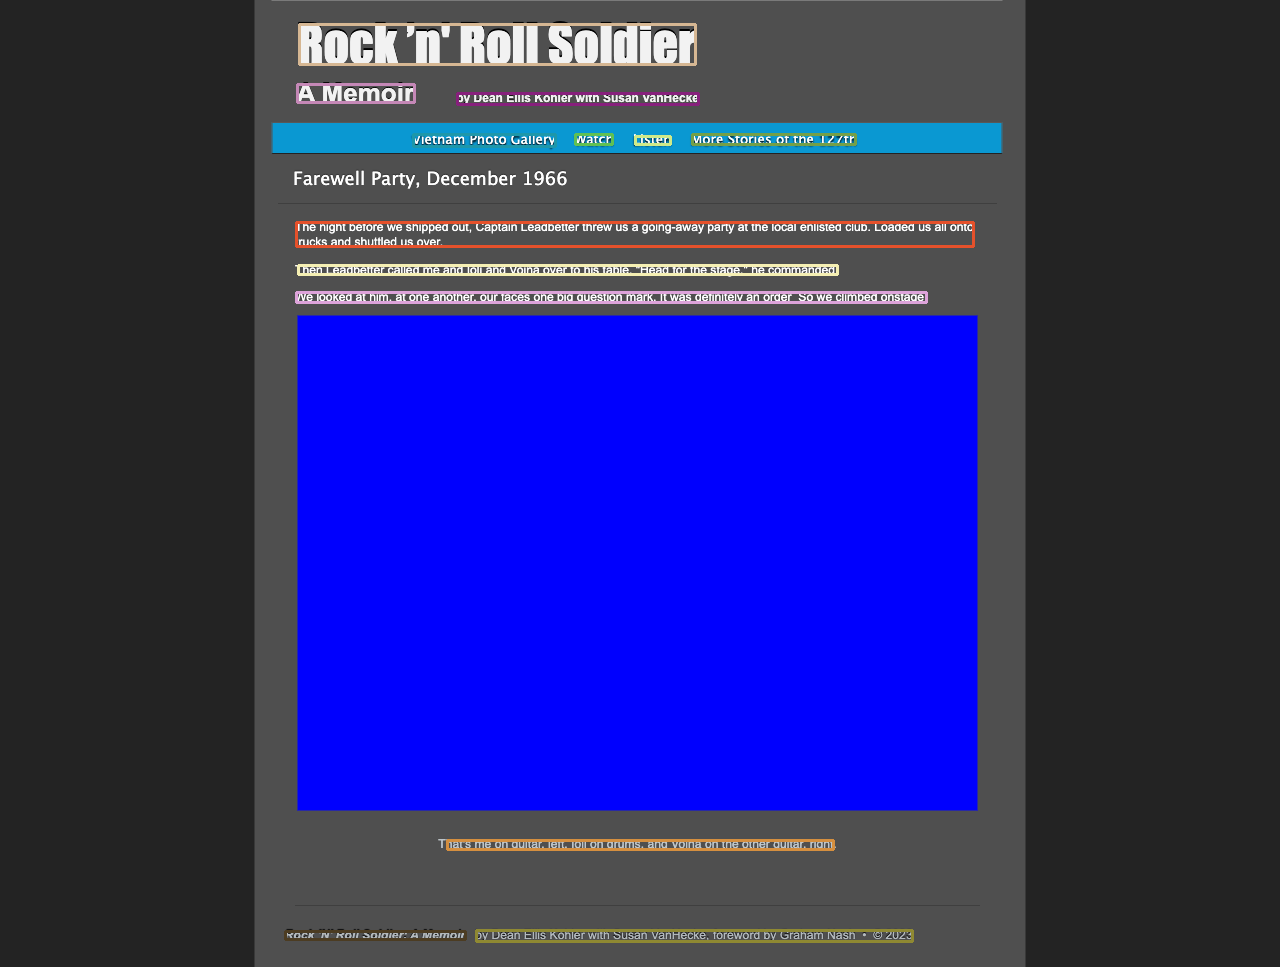 Rock 'n' Roll Soldier
A Memoir
by Dean Ellis Kohler with Susan VanHecke
Vietnam Photo Gallery Watch Listen More Stories of the 127th
Farewell Party, December 1966
The night before we shipped out, Captain Leadbetter threw us a going-away party at the local enlisted club. Loaded us all onto
trucks and shuttled us over.
Then Leadbetter called me and Joli and Volna over to his table. "Head for the stage," he commanded.
We looked at him, at one another, our faces one big question mark. It was definitely an order. So we climbed onstage.
That's me on guitar, left, Joli on drums, and Volna on the other guitar, right.
Rock 'N' Roll Soldier: A Memoir by Dean Ellis Kohler with Susan VanHecke, foreword by Graham Nash • © 2023